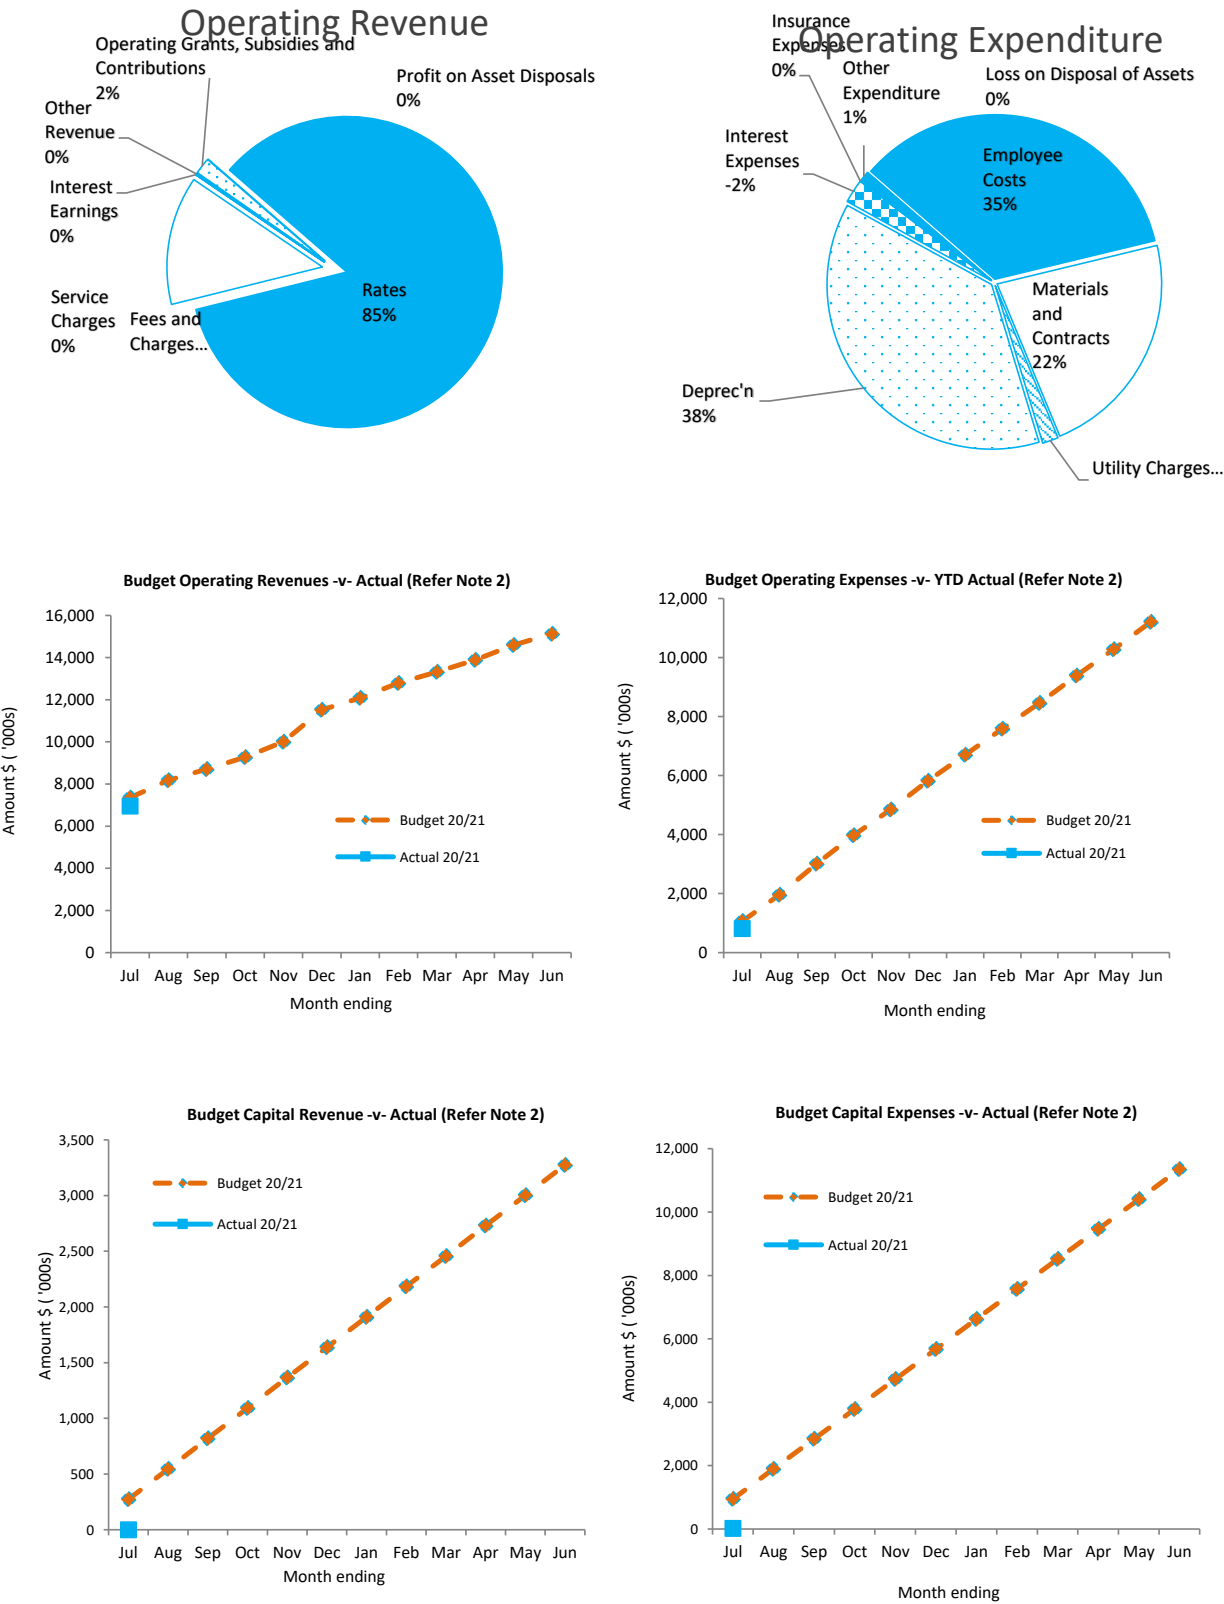 Operating Revenue
Operating Grants, Subsidies and
Contributions
2%
Profit on Asset Disposals
0%
Other
Revenue
0%
Interest
Earnings
0%
Service
Charges
0%
Fees and
Charges...
Rates
85%
Operating Expenditure
Insurance
Expenses
0%
Other
Expenditure
1%
Loss on Disposal of Assets
0%
Interest
Expenses
-2%
Employee
Costs
35%
Materials
and
Contracts
22%
Deprec'n
38%
Utility Charges...
Budget Operating Revenues -v- Actual (Refer Note 2)
Amount $ ( '000s)
16,000
14,000
12,000
10,000
8,000
6,000
4,000
2,000
0
Budget 20/21
Actual 20/21
Jul Aug Sep Oct Nov Dec Jan Feb Mar Apr May Jun
Month ending
Budget Operating Expenses -v- YTD Actual (Refer Note 2)
Amount $ ( '000s)
12,000
10,000
8,000
6,000
4,000
2,000
0
Budget 20/21
Actual 20/21
Jul Aug Sep Oct Nov Dec Jan Feb Mar Apr May Jun
Month ending
Budget Capital Revenue -v- Actual (Refer Note 2)
Amount $ ( '000s)
3,500
3,000
2,500
2,000
1,500
1,000
500
0
Budget 20/21
Actual 20/21
Jul Aug Sep Oct Nov Dec Jan Feb Mar Apr May Jun
Month ending
Budget Capital Expenses -v- Actual (Refer Note 2)
Amount $ ( '000s)
12,000
10,000
8,000
6,000
4,000
2,000
0
Budget 20/21
Actual 20/21
Jul Aug Sep Oct Nov Dec Jan Feb Mar Apr May Jun
Month ending